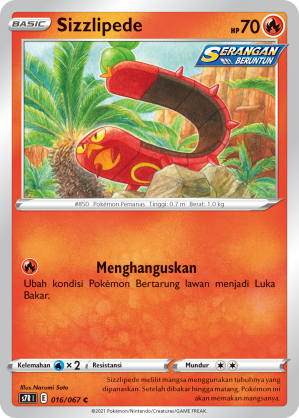 BASIC Sizzlipede HP 70
SERANGAN
BERUNTUN
#850 Pokémon Pemanas Tinggi: 0.7 m Berat: 1.0 kg
Menghanguskan
Ubah kondisi Pokémon Bertarung lawan menjadi Luka
Bakar.
Kelemahan ×2 Resistansi Mundur
Illus. Narumi Sato
s7R I E 016/067 C
Sizzlipede melilit mangsa menggunakan tubuhnya yang
dipanaskan. Setelah dibakar hingga matang, Pokémon ini
akan memakan mangsanya.
©2021 Pokémon/Nintendo/Creatures/GAME FREAK